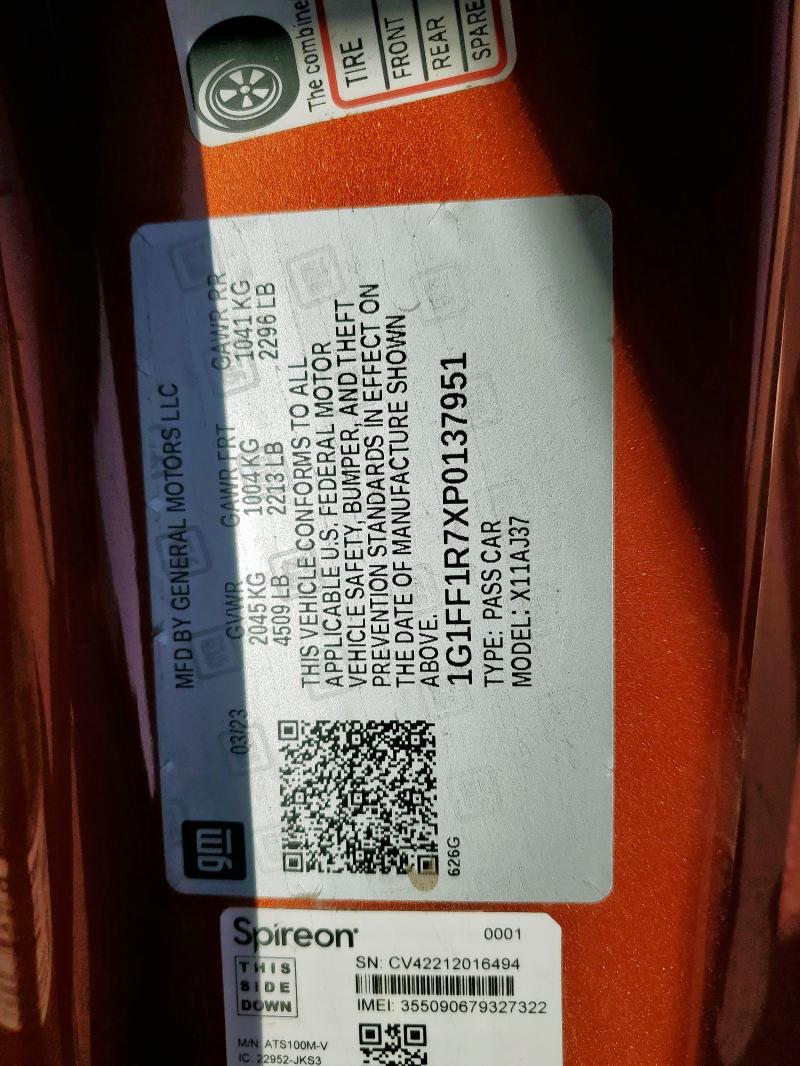 The combine
TIRE
FRONT
REAR
SPARE
MFD BY GENERAL MOTORS LLC
03/23
GVWR GAWR FRT GAWR RR
2045 KG 1004 KG 1041 KG
4509 LB 2213 LB 2296 LB
THIS VEHICLE CONFORMS TO ALL
APPLICABLE U.S. FEDERAL MOTOR
VEHICLE SAFETY, BUMPER, AND THEFT
PREVENTION STANDARDS IN EFFECT ON
THE DATE OF MANUFACTURE SHOWN
ABOVE.
1G1FF1R7XP0137951
TYPE: PASS CAR
MODEL: X11AJ37
gm
626G
Spireon
0001
THIS
SIDE
DOWN
SN: CV42212016494
IMEI: 355090679327322
M/N: ATS100M-V
IC: 22952-JKS3